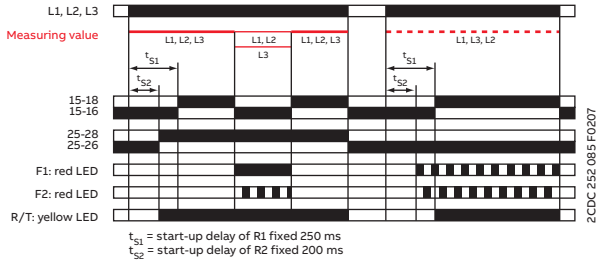 L1, L2, L3
Measuring value
L1, L2, L3
L1, L2
L3
L1, L2, L3
L1, L3, L2
tS1
tS2
tS1
tS2
15-18
15-16
25-28
25-26
F1: red LED
F2: red LED
R/T: yellow LED
tS1 = start-up delay of R1 fixed 250 ms
tS2 = start-up delay of R2 fixed 200 ms
2CDC 252 085 F0207